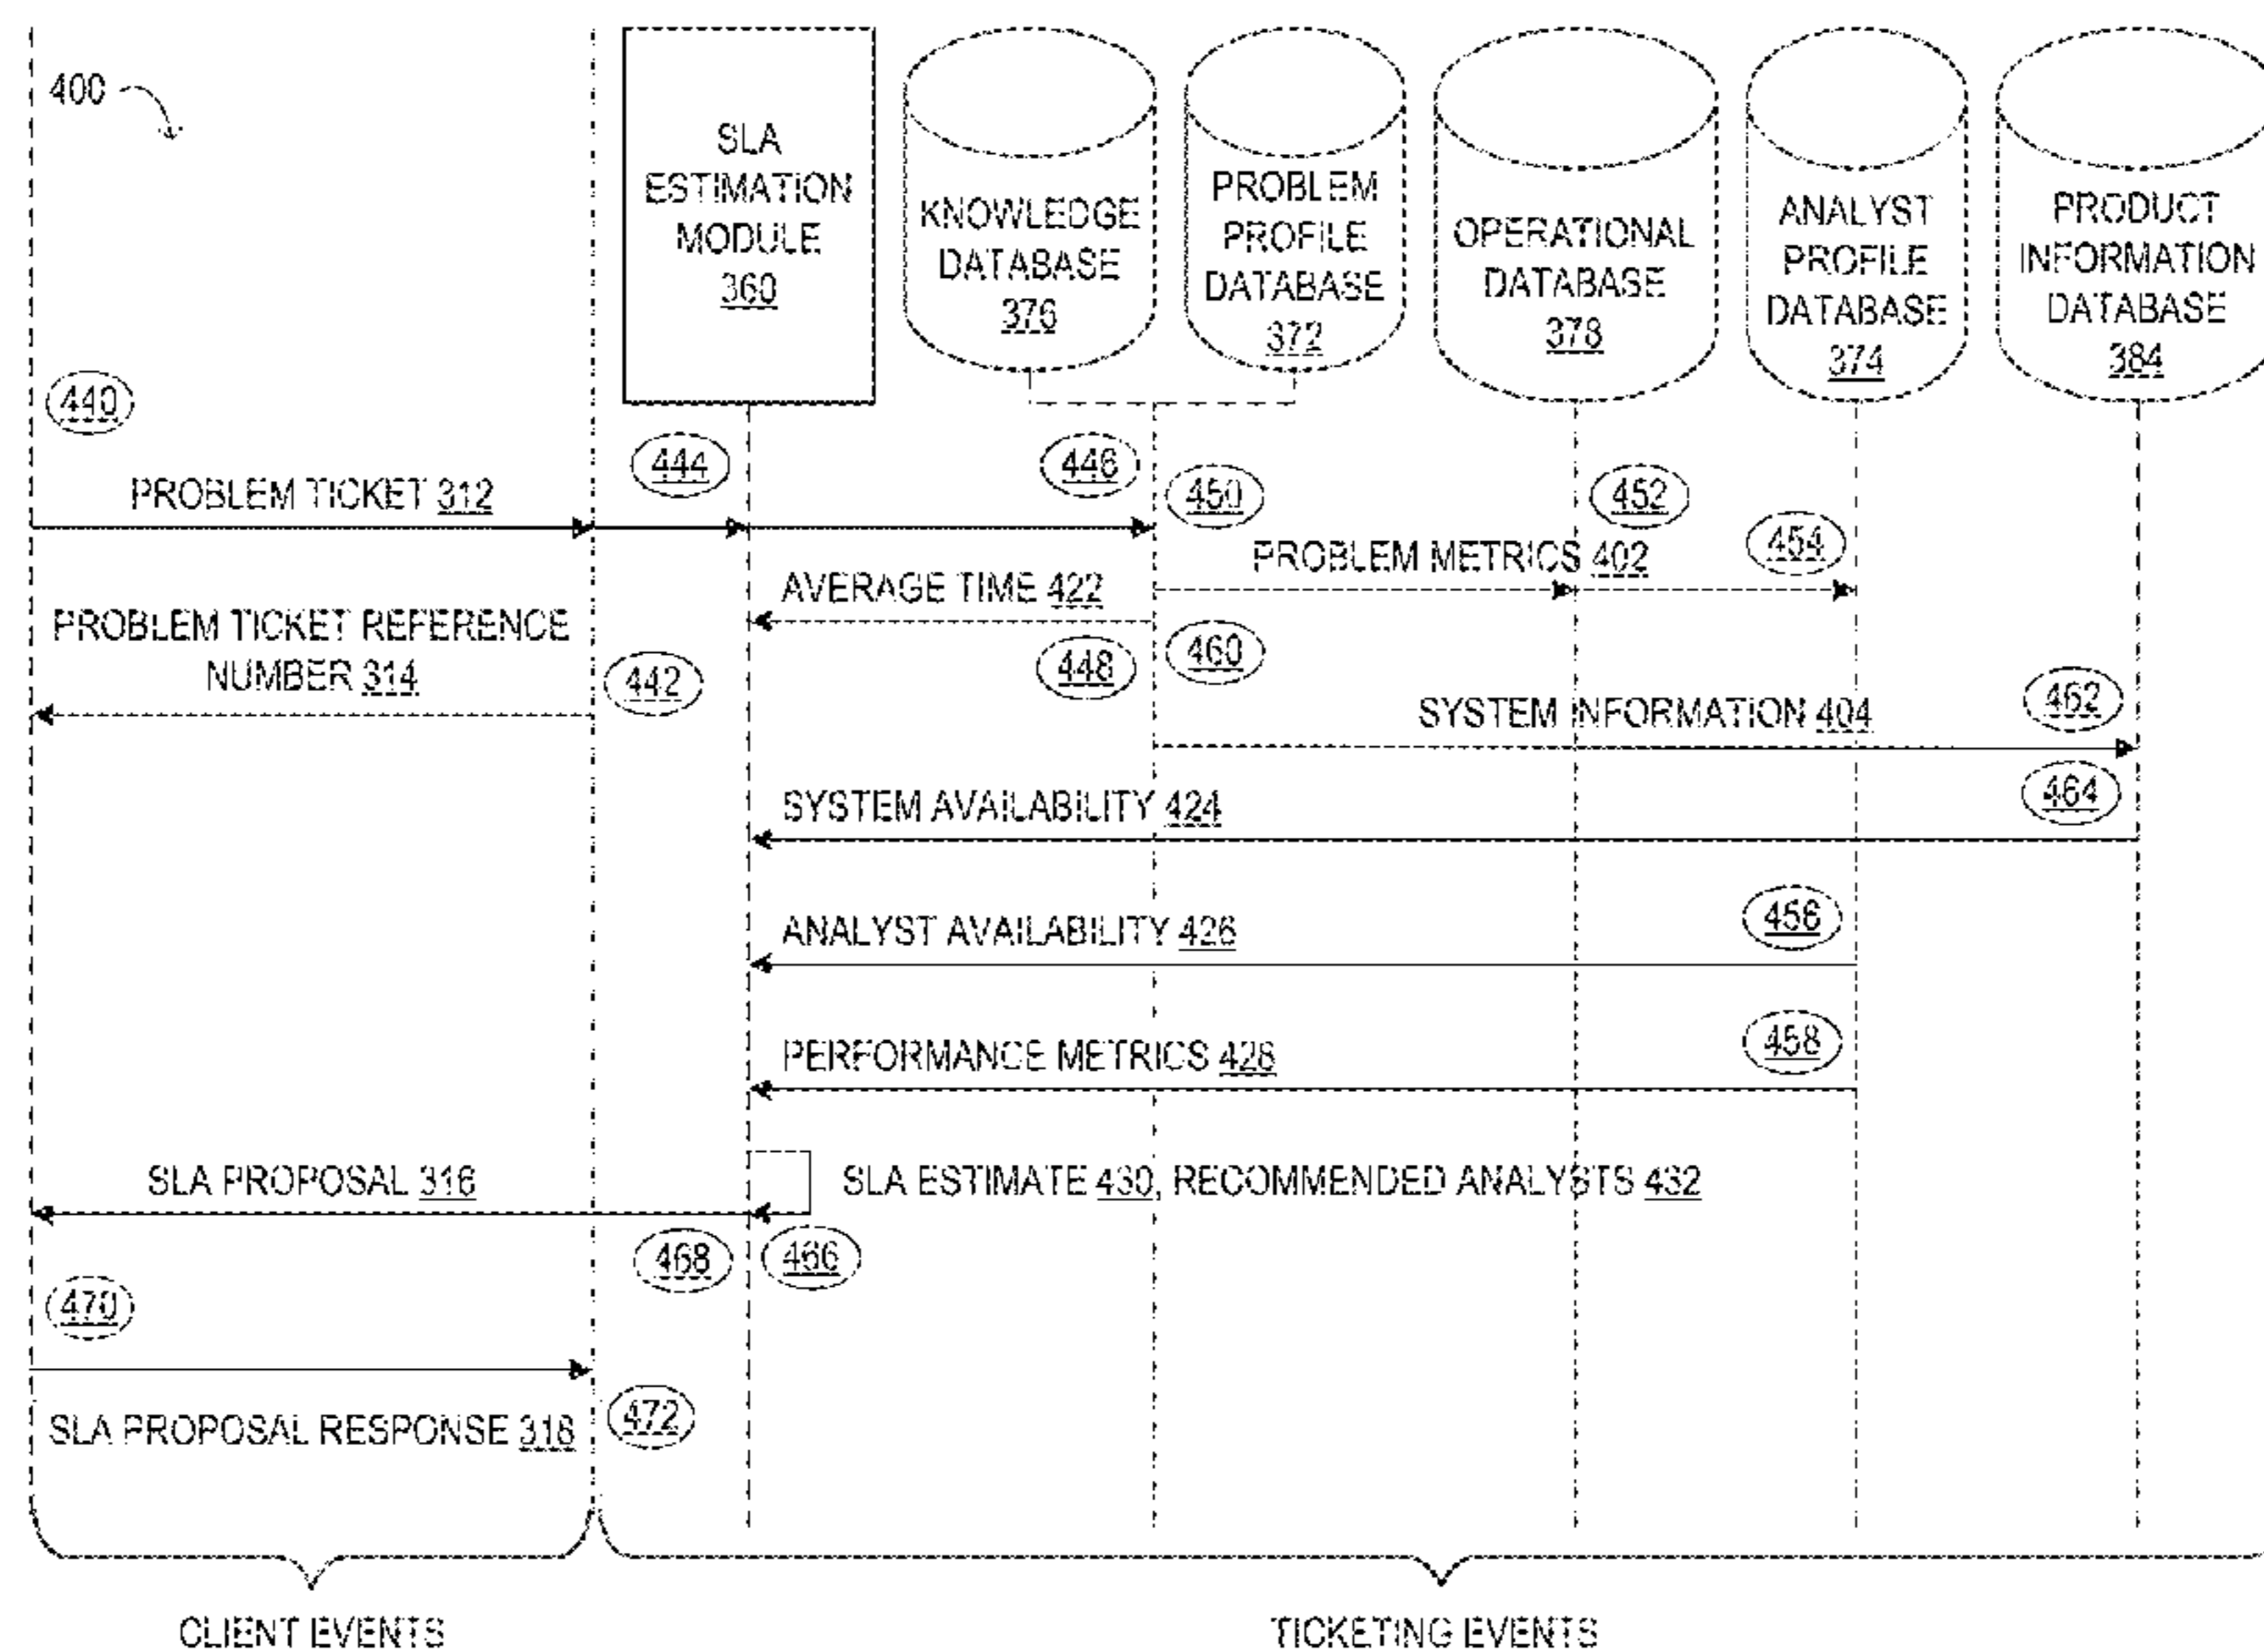 400
SLA
ESTIMATION
MODULE
360
KNOWLEDGE
DATABASE
376
PROBLEM
PROFILE
DATABASE
372
OPERATIONAL
DATABASE
378
ANALYST
PROFILE
DATABASE
374
PRODUCT
INFORMATION
DATABASE
384
440
444
446
450
452
454
PROBLEM TICKET 312
PROBLEM METRICS 402
AVERAGE TIME 422
PROBLEM TICKET REFERENCE
NUMBER 314
442
448
460
SYSTEM INFORMATION 404
462
464
SYSTEM AVAILABILITY 424
ANALYST AVAILABILITY 426
456
PERFORMANCE METRICS 428
458
SLA PROPOSAL 316
SLA ESTIMATE 430, RECOMMENDED ANALYSTS 432
468
466
470
SLA PROPOSAL RESPONSE 318
472
CLIENT EVENTS
TICKETING EVENTS